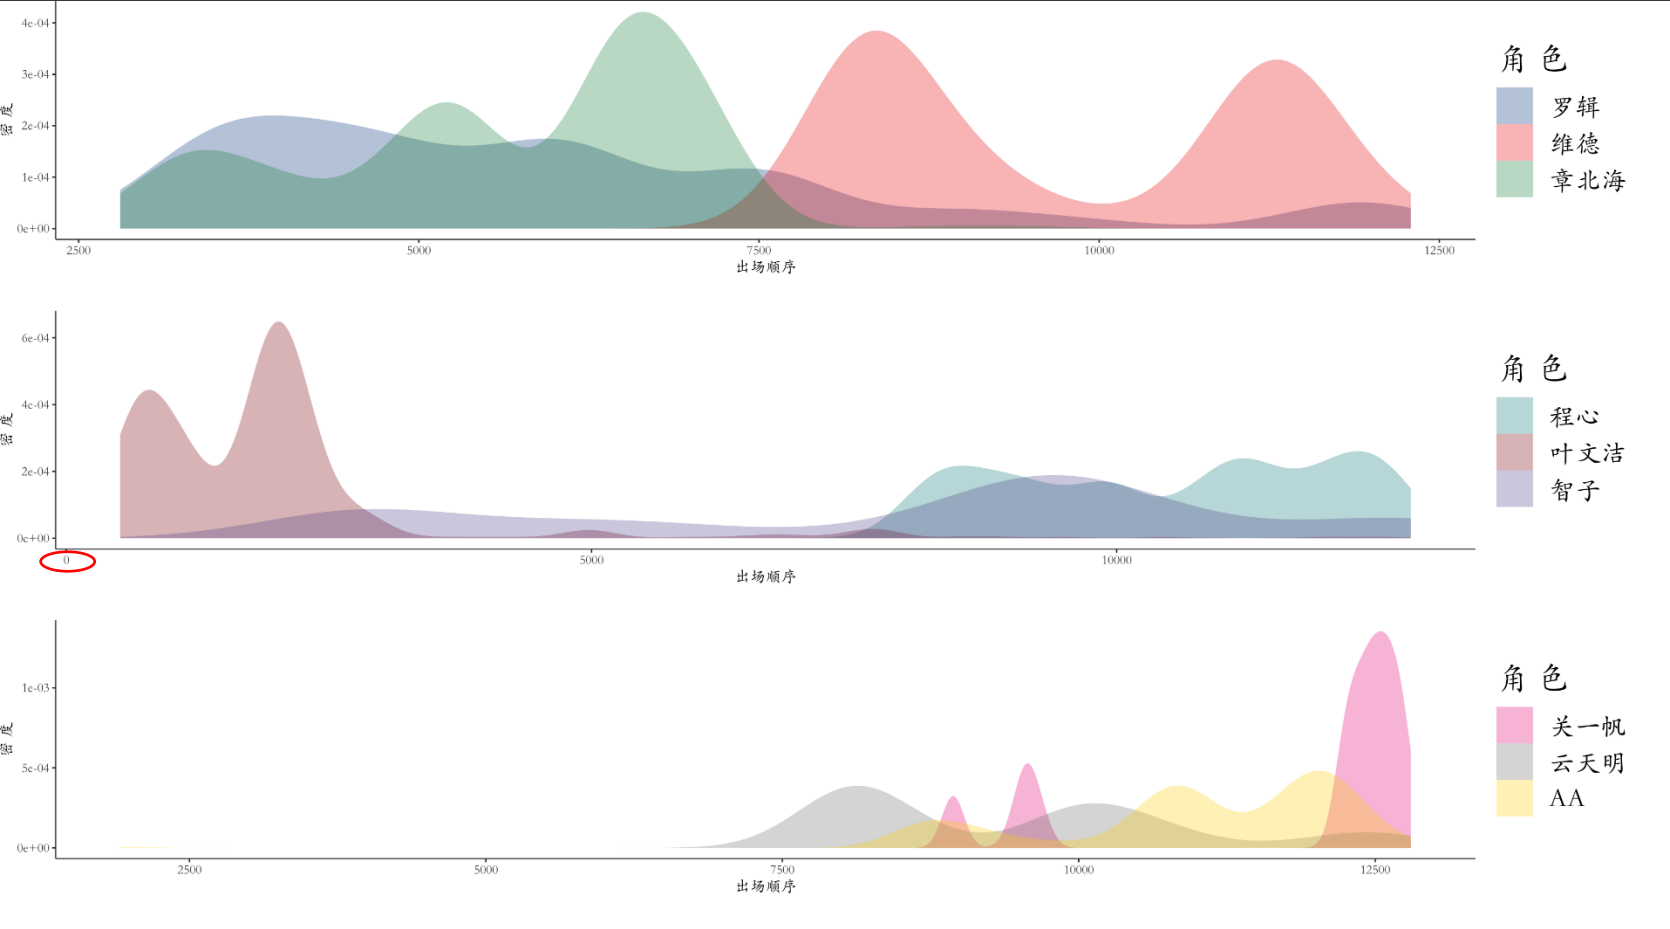 4e-04
3e-04
2e-04
1e-04
0e+00
密度
2500 5000 7500 10000 12500
出场顺序
角色
罗辑
维德
章北海
6e-04
4e-04
2e-04
0e+00
密度
0 5000 10000
出场顺序
角色
程心
叶文洁
智子
1e-03
5e-04
0e+00
密度
2500 5000 7500 10000 12500
出场顺序
角色
关一帆
云天明
AA